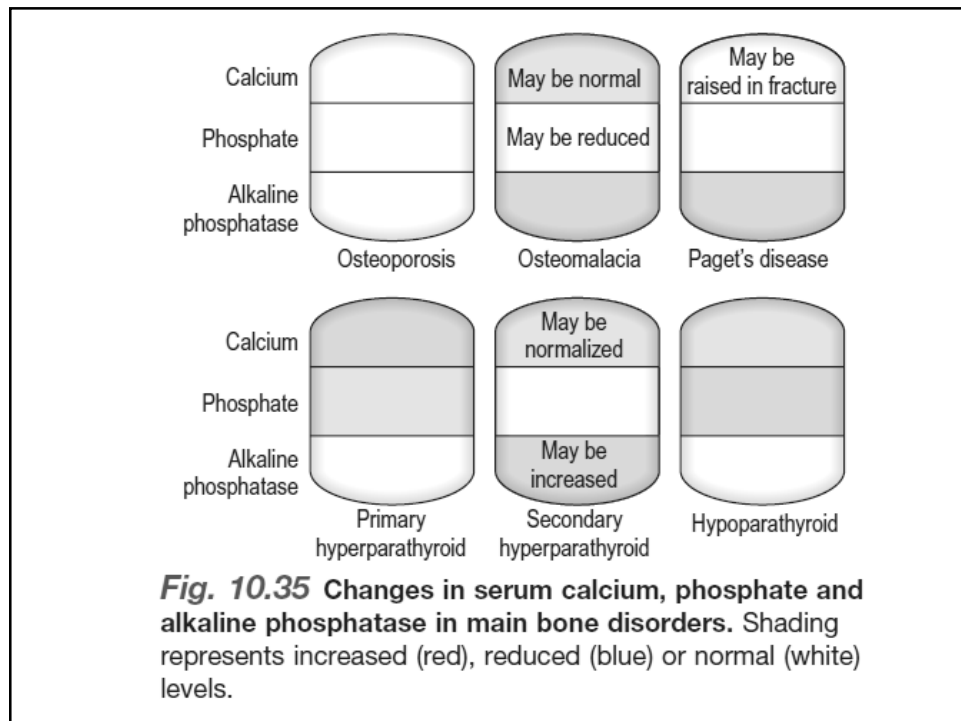 Calcium
May be normal
May be
raised in fracture
Phosphate
May be reduced
Alkaline
phosphatase
Osteoporosis
Osteomalacia
Paget's disease
Calcium
May be
normalized
Phosphate
Alkaline
phosphatase
May be
increased
Primary
hyperparathyroid
Secondary
hyperparathyroid
Hypoparathyroid
Fig. 10.35 Changes in serum calcium, phosphate and
alkaline phosphatase in main bone disorders. Shading
represents increased (red), reduced (blue) or normal (white)
levels.